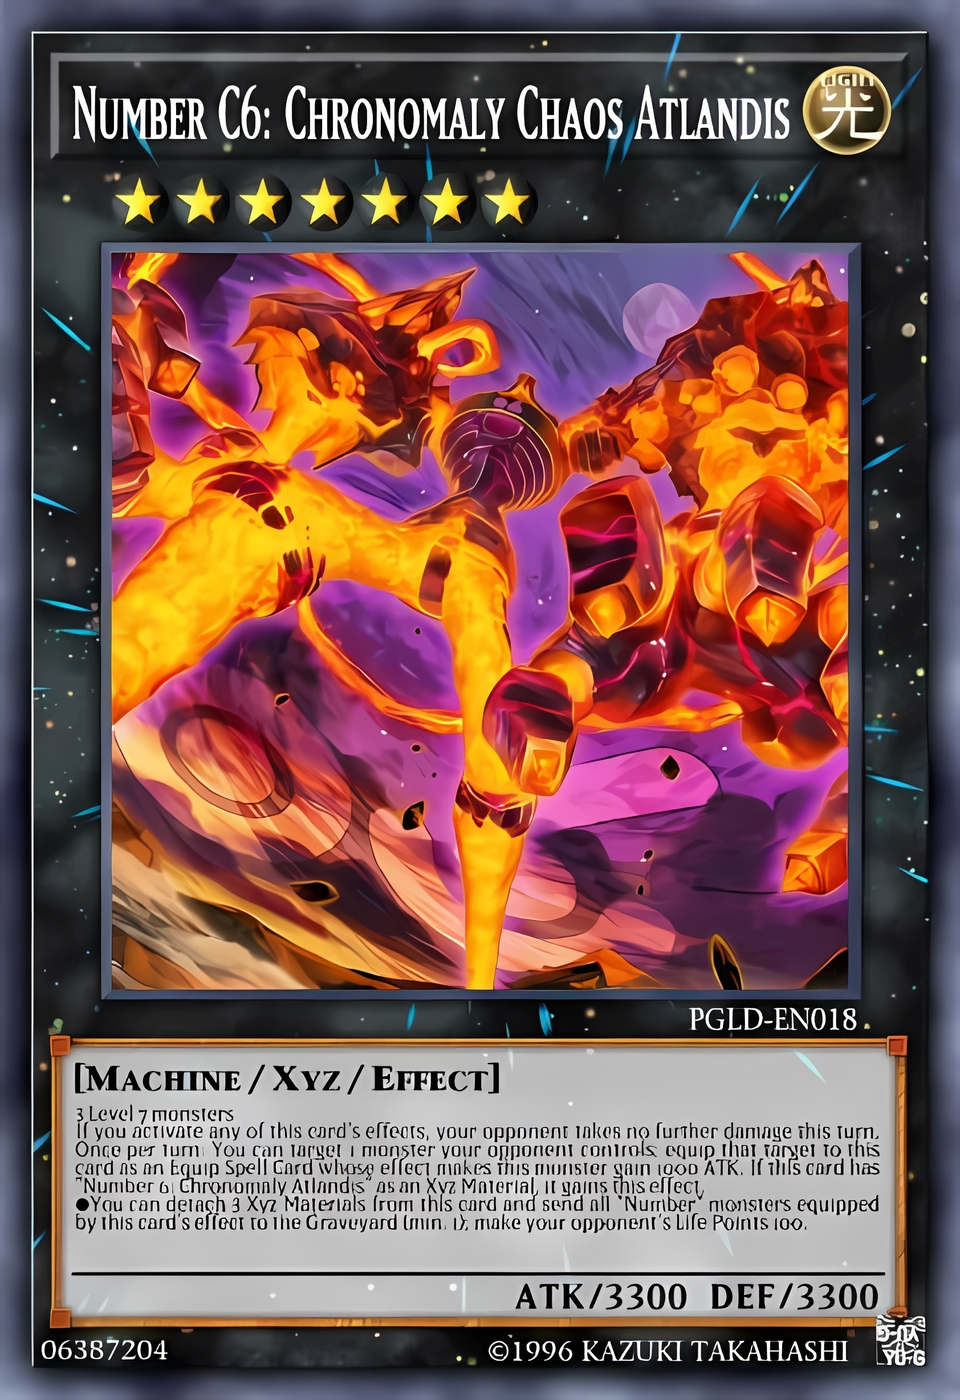 NUMBER C6: CHRONOMALY CHAOS ATLANDIS
光
PGLD-EN018
[MACHINE / XYZ / EFFECT]
3 Level 7 monsters
If you activate any of this card's effects, your opponent takes no further damage this turn.
Once per turn: You can target 1 monster your opponent controls; equip that target to this
card as an Equip Spell Card whose effect makes this monster gain 1000 ATK. If this card has
"Number 6: Chronomaly Atlandis" as an Xyz Material, it gains this effect.
●You can detach 3 Xyz Materials from this card and send all "Number" monsters equipped
by this card's effect to the Graveyard (min. 1); make your opponent's Life Points 100.
ATK/3300 DEF/3300
06387204
©1996 KAZUKI TAKAHASHI